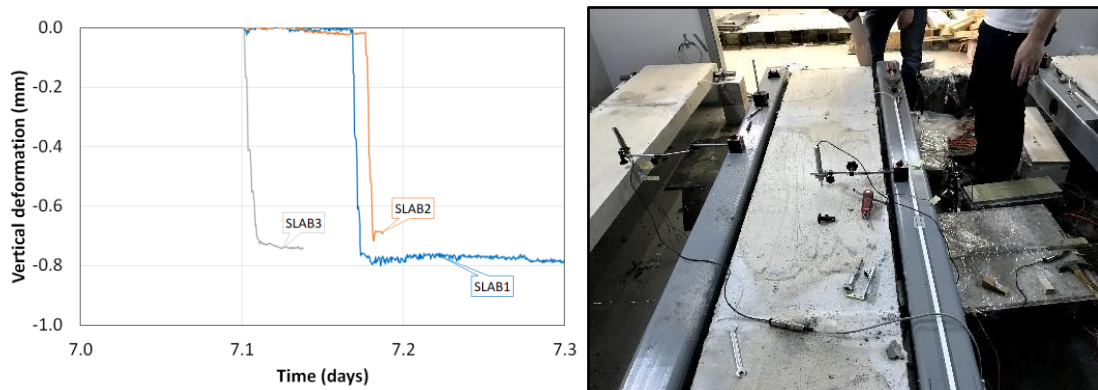 Vertical deformation (mm)
0.0
-0.2
-0.4
-0.6
-0.8
-1.0
SLAB3
SLAB2
SLAB1
7.0
7.1
7.2
7.3
Time (days)